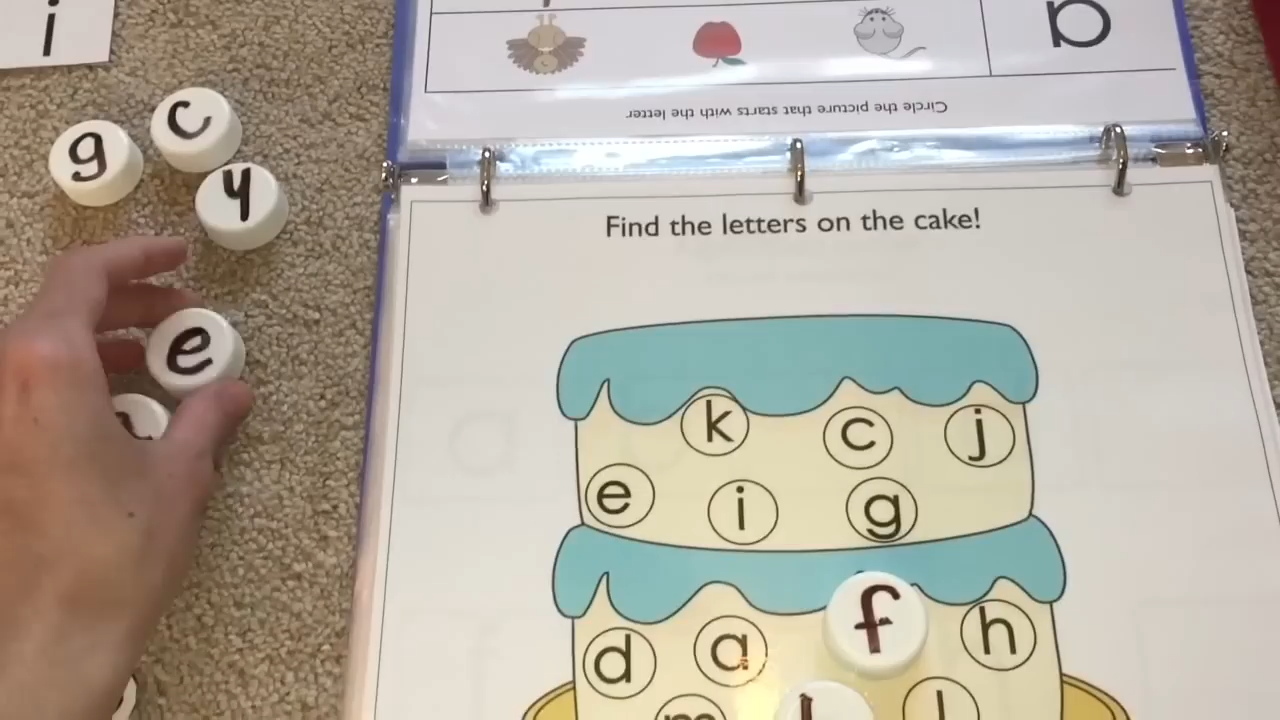 i
a
Circle the picture that starts with the letter
g
c
y
Find the letters on the cake!
e
k
c
j
e
i
g
f
d
a
h
m